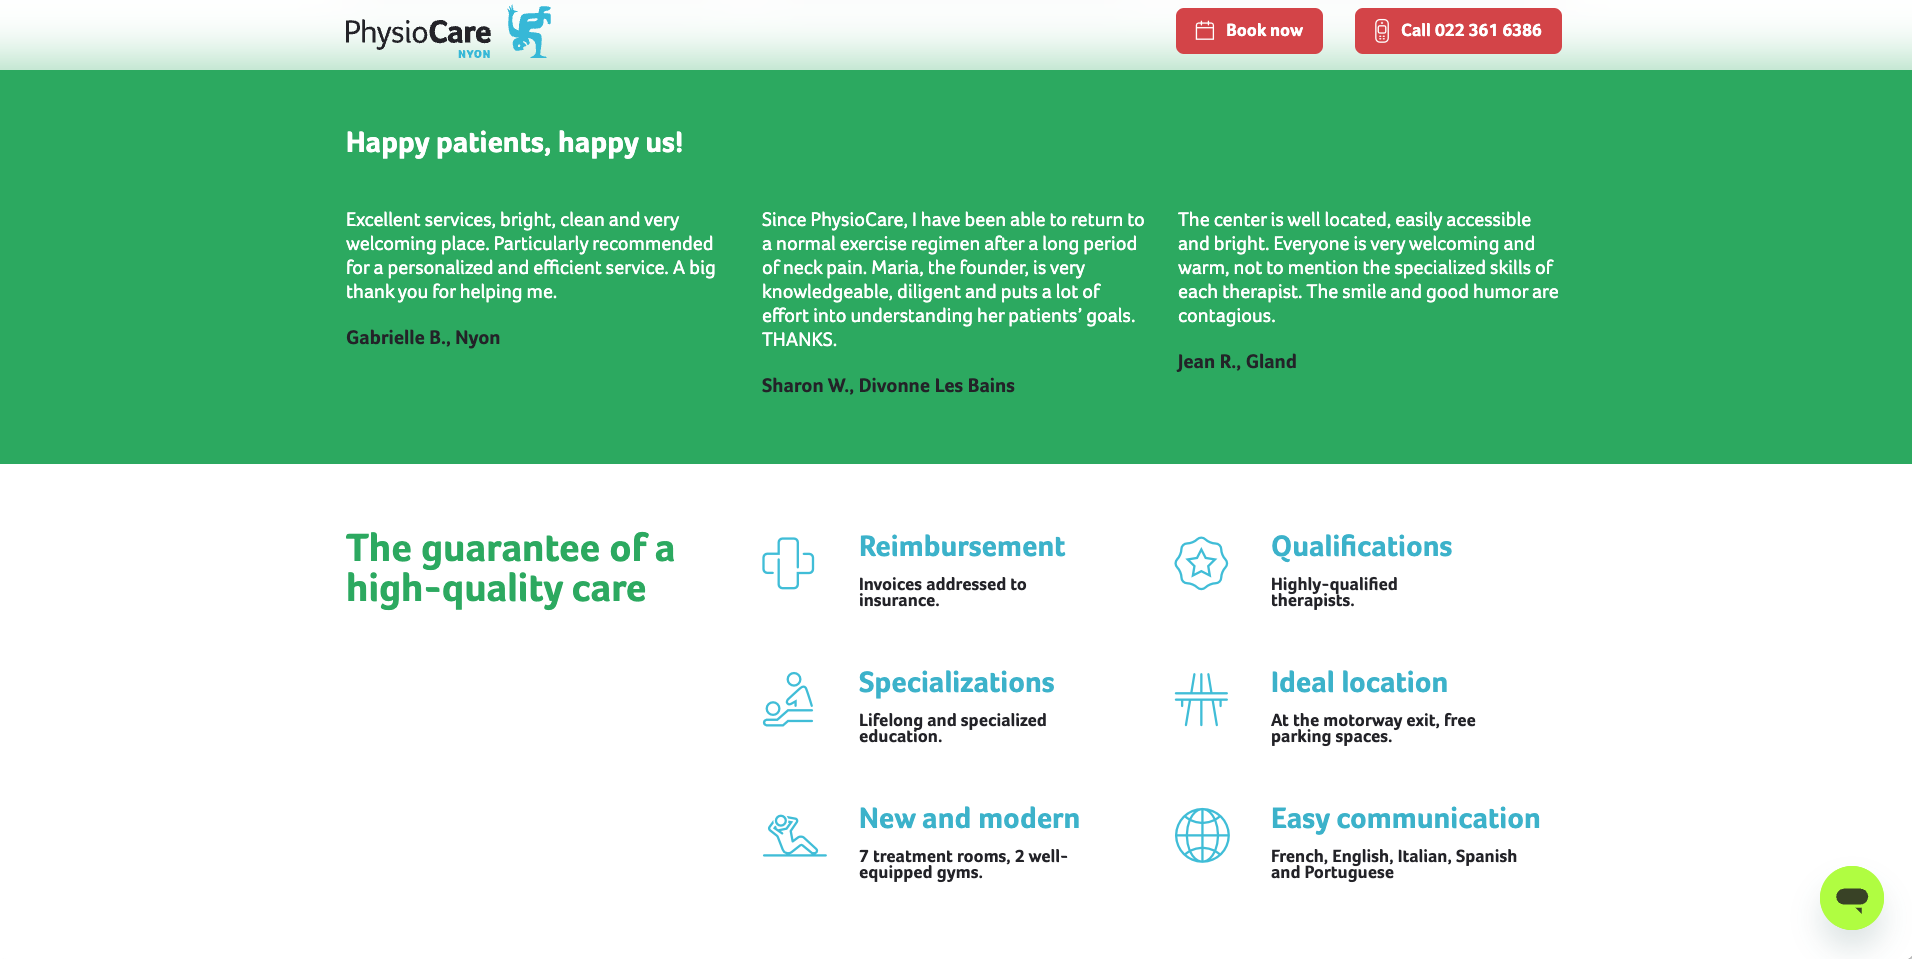 PhysioCare
NYON
Book now
Call 022 361 6386
Happy patients, happy us!
Excellent services, bright, clean and very
welcoming place. Particularly recommended
for a personalized and efficient service. A big
thank you for helping me.
Gabrielle B., Nyon
Since PhysioCare, I have been able to return to
a normal exercise regimen after a long period
of neck pain. Maria, the founder, is very
knowledgeable, diligent and puts a lot of
effort into understanding her patients’ goals.
THANKS.
Sharon W., Divonne Les Bains
The center is well located, easily accessible
and bright. Everyone is very welcoming and
warm, not to mention the specialized skills of
each therapist. The smile and good humor are
contagious.
Jean R., Gland
The guarantee of a
high-quality care
Reimbursement
Invoices addressed to
insurance.
Qualifications
Highly-qualified
therapists.
Specializations
Lifelong and specialized
education.
Ideal location
At the motorway exit, free
parking spaces.
New and modern
7 treatment rooms, 2 well-
equipped gyms.
Easy communication
French, English, Italian, Spanish
and Portuguese